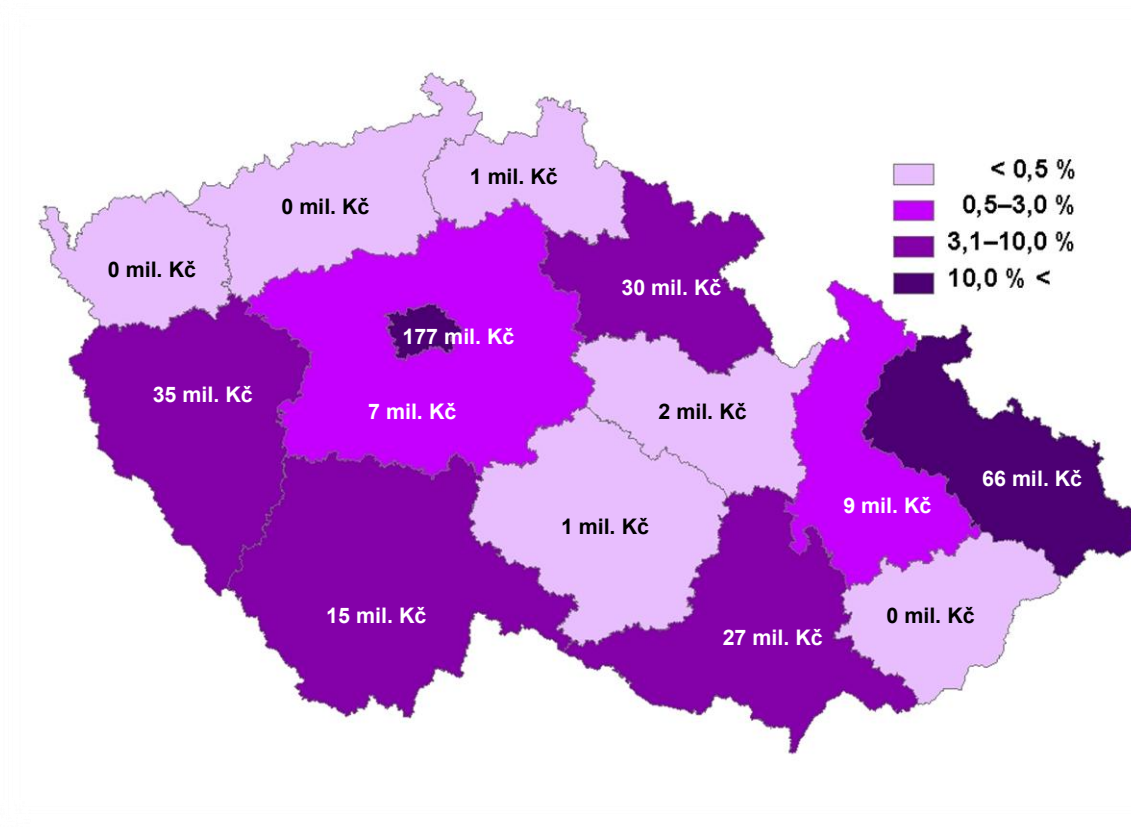 1 mil. Kč
0 mil. Kč
0 mil. Kč
30 mil. Kč
177 mil. Kč
35 mil. Kč
7 mil. Kč
2 mil. Kč
66 mil. Kč
9 mil. Kč
1 mil. Kč
15 mil. Kč
0 mil. Kč
27 mil. Kč
< 0,5 %
0,5–3,0 %
3,1–10,0 %
10,0 % <